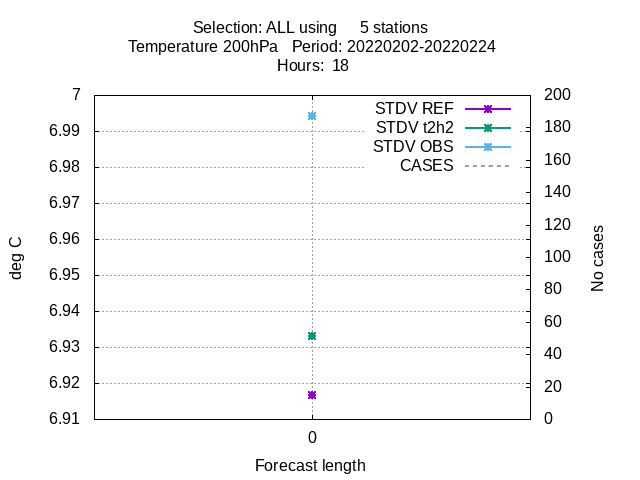 Selection: ALL using     5 stations
Temperature 200hPa   Period: 20220202-20220224
Hours:  18
7
6.99
6.98
6.97
6.96
6.95
6.94
6.93
6.92
6.91
200
180
160
140
120
100
80
60
40
20
0
STDV REF
STDV t2h2
STDV OBS
CASES
deg C
No cases
0
Forecast length